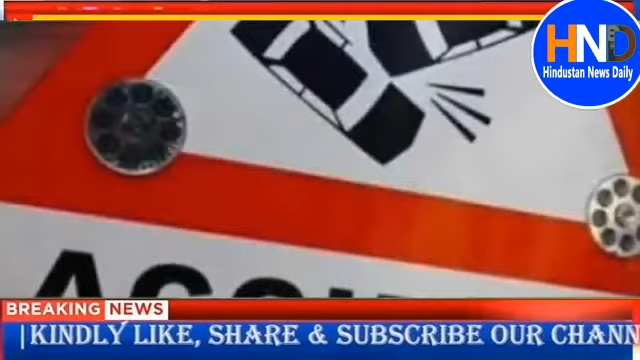 HND
Hindustan News Daily
BREAKING NEWS
|KINDLY LIKE, SHARE & SUBSCRIBE OUR CHANN